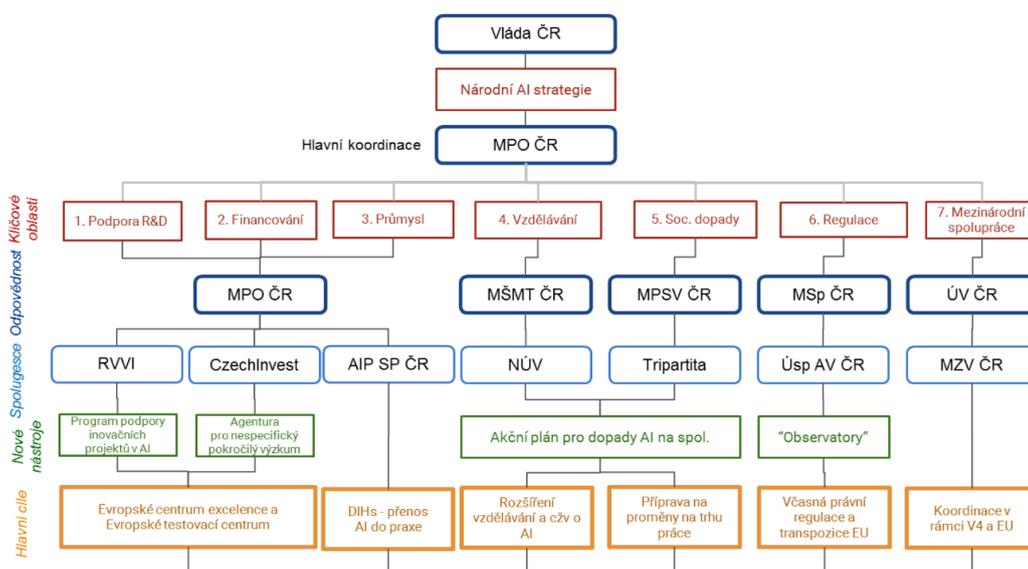 Vláda ČR
Národní AI strategie
Hlavní koordinace
MPO ČR
Klíčové
oblasti
1. Podpora R&D
2. Financování
3. Průmysl
4. Vzdělávání
5. Soc. dopady
6. Regulace
7. Mezinárodní
spolupráce
Odpovědnost
MPO ČR
MŠMT ČR
MPSV ČR
MSp ČR
ÚV ČR
Spolugesce
RVVI
CzechInvest
AIP SP ČR
NÚV
Tripartita
Úsp AV ČR
MZV ČR
Nové
nástroje
Program podpory
inovačních
projektů v AI
Agentura
pro nespecifický
pokročilý výzkum
Akční plán pro dopady AI na spol.
“Observatory”
Hlavní cíle
Evropské centrum excelence a
Evropské testovací centrum
DIHs - přenos
AI do praxe
Rozšíření
vzdělávání a cžv o
AI
Příprava na
proměny na trhu
práce
Včasná právní
regulace a
transpozice EU
Koordinace v
rámci V4 a EU